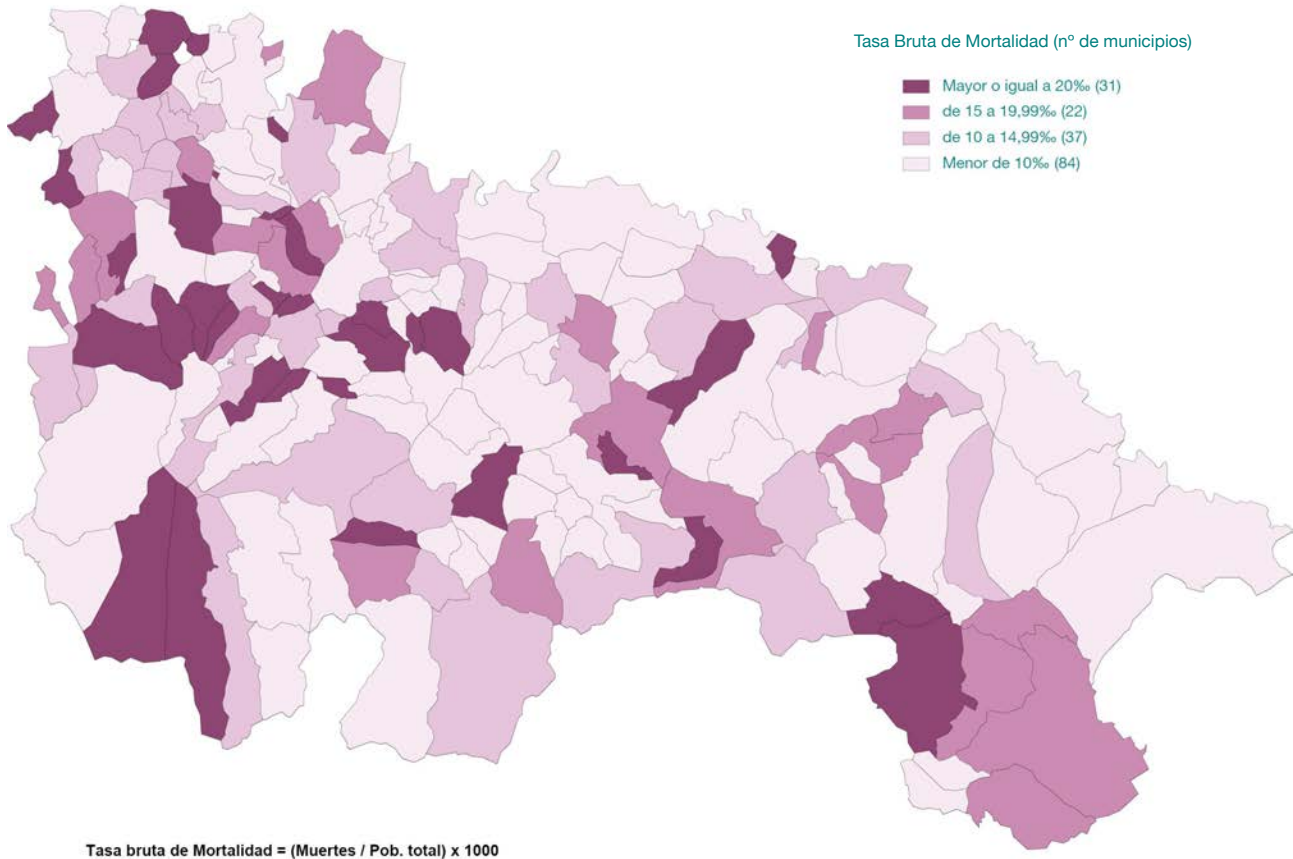 Tasa Bruta de Mortalidad (nº de municipios)
Mayor o igual a 20‰ (31)
de 15 a 19,99‰ (22)
de 10 a 14,99‰ (37)
Menor de 10‰ (84)
Tasa bruta de Mortalidad = (Muertes / Pob. total) x 1000